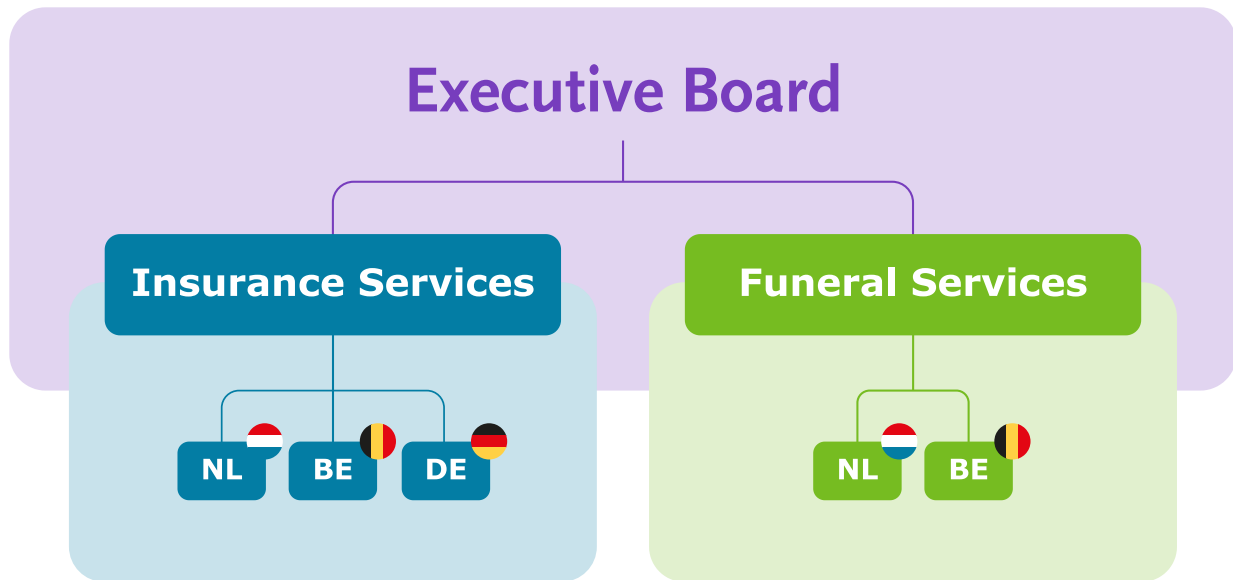 Executive Board
Insurance Services
Funeral Services
NL
BE
DE
NL
BE